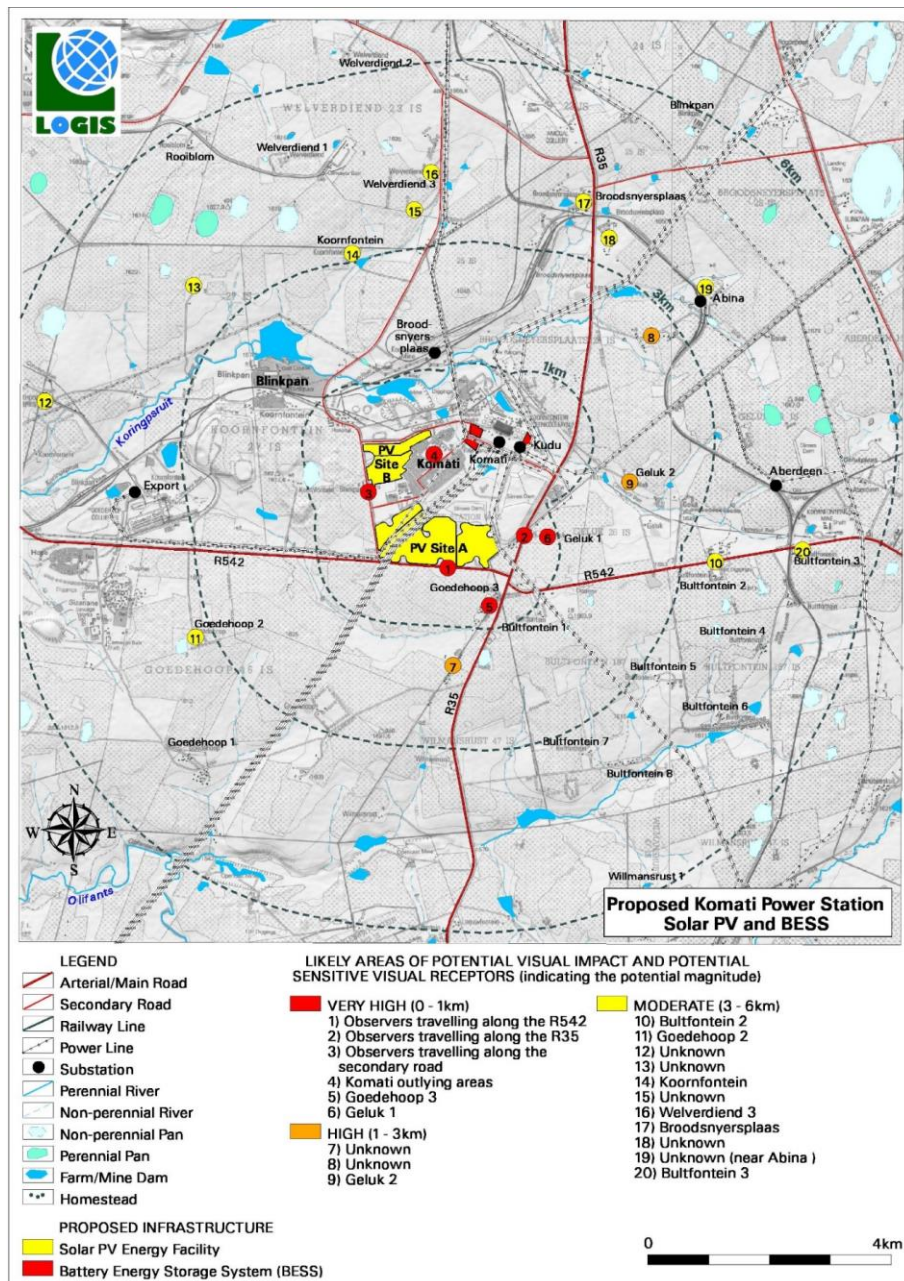 LOGIS
Welverdiend 2
WELVERDIEND 23 IS
Blinkpan
Rooiblom
Welverdiend 1
R35
6km
16
Welverdiend 3
15
17
Broodsnyersplaas
BROODSNYERSPLAATS
Koornfontein
14
18
13
19
Abina
3km
Brood-
snyers
plaas
8
1km
Blinkpan
Blinkpan
12
Koringspruit
PV
Site
B
4
Komati
Komati
Kudu
Geluk 2
9
Aberdeen
3
Export
PV Site A
2
6
Geluk 1
R542
1
R542
10
20
Bultfontein 3
Bultfontein 2
Goedehoop 3
5
Bultfontein 1
Goedehoop 2
11
Bultfontein 4
GOEDEHOOP 46 IS
7
Bultfontein 5
R35
Bultfontein 6
Goedehoop 1
WILMANSRUST 47 IS
Bultfontein 7
Bultfontein 8
N
W
E
S
Olifants
Willmansrust 1
Proposed Komati Power Station
Solar PV and BESS
LEGEND
Arterial/Main Road
Secondary Road
Railway Line
Power Line
Substation
Perennial River
Non-perennial River
Non-perennial Pan
Perennial Pan
Farm/Mine Dam
Homestead
PROPOSED INFRASTRUCTURE
Solar PV Energy Facility
Battery Energy Storage System (BESS)
LIKELY AREAS OF POTENTIAL VISUAL IMPACT AND POTENTIAL
SENSITIVE VISUAL RECEPTORS (indicating the potential magnitude)
VERY HIGH (0 - 1km)
1) Observers travelling along the R542
2) Observers travelling along the R35
3) Observers travelling along the
secondary road
4) Komati outlying areas
5) Goedehoop 3
6) Geluk 1
HIGH (1 - 3km)
7) Unknown
8) Unknown
9) Geluk 2
MODERATE (3 - 6km)
10) Bultfontein 2
11) Goedehoop 2
12) Unknown
13) Unknown
14) Koornfontein
15) Unknown
16) Welverdiend 3
17) Broodsnyersplaas
18) Unknown
19) Unknown (near Abina )
20) Bultfontein 3
0
4km